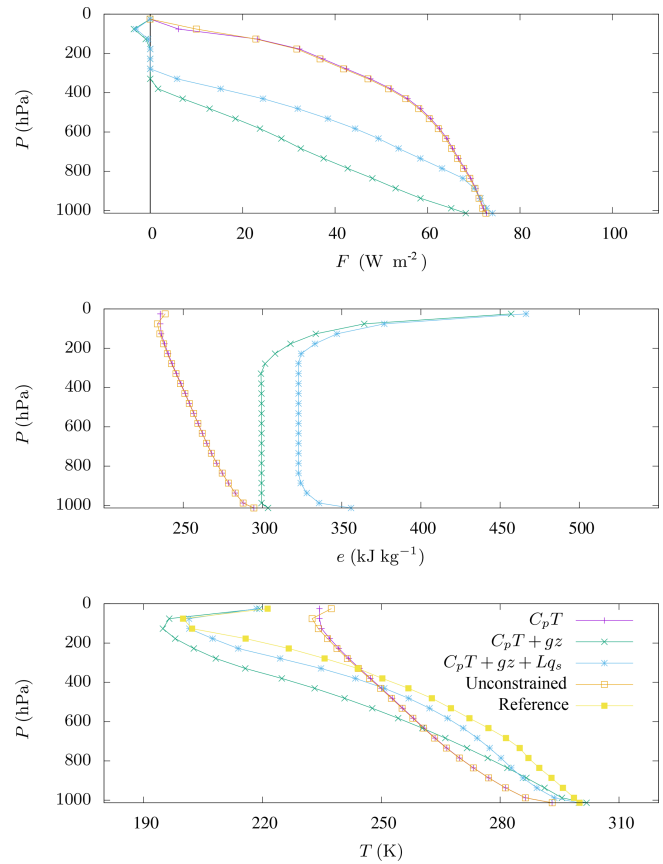 0
200
400
600
800
1000
P (hPa)
0 20 40 60 80 100
F (W m-2)
0
200
400
600
800
1000
P (hPa)
250 300 350 400 450 500
e (kJ kg−1)
0
200
400
600
800
1000
P (hPa)
CpT
CpT + gz
CpT + gz + Lqs
Unconstrained
Reference
190 220 250 280 310
T (K)